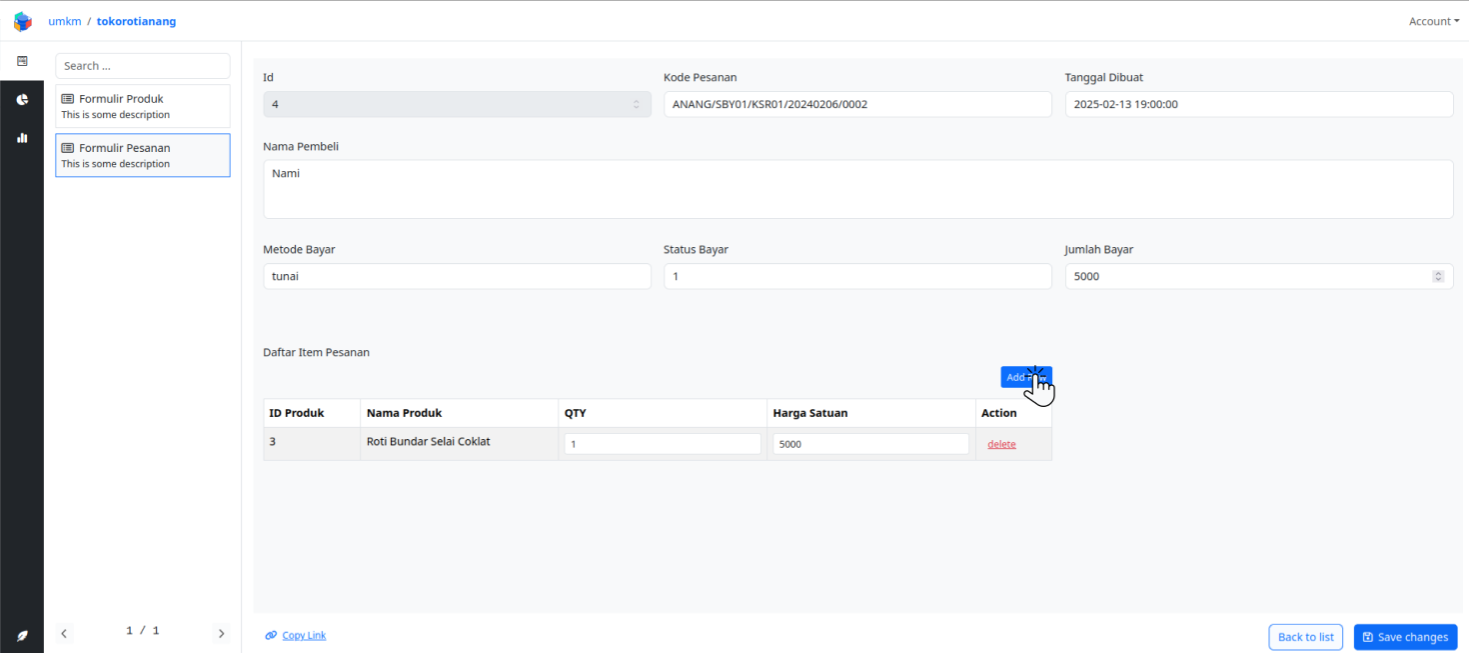 umkm / tokorotianang
Account
Search ...
Formulir Produk
This is some description
Formulir Pesanan
This is some description
1 / 1
Id
4
Kode Pesanan
ANANG/SBY01/KSR01/20240206/0002
Tanggal Dibuat
2025-02-13 19:00:00
Nama Pembeli
Nami
Metode Bayar
tunai
Status Bayar
1
Jumlah Bayar
5000
Daftar Item Pesanan
Add
ID Produk Nama Produk QTY Harga Satuan Action
3 Roti Bundar Selai Coklat 1 5000 delete
Copy Link
Back to list
Save changes